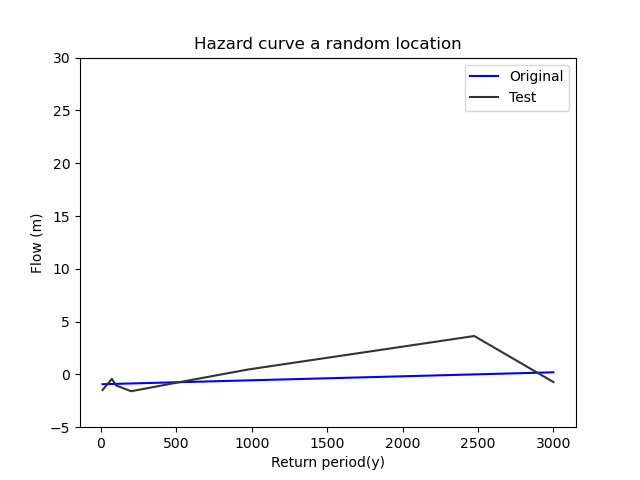 Hazard curve a random location
Original
Test
30
25
20
15
10
5
0
−5
Flow (m)
0 500 1000 1500 2000 2500 3000
Return period(y)